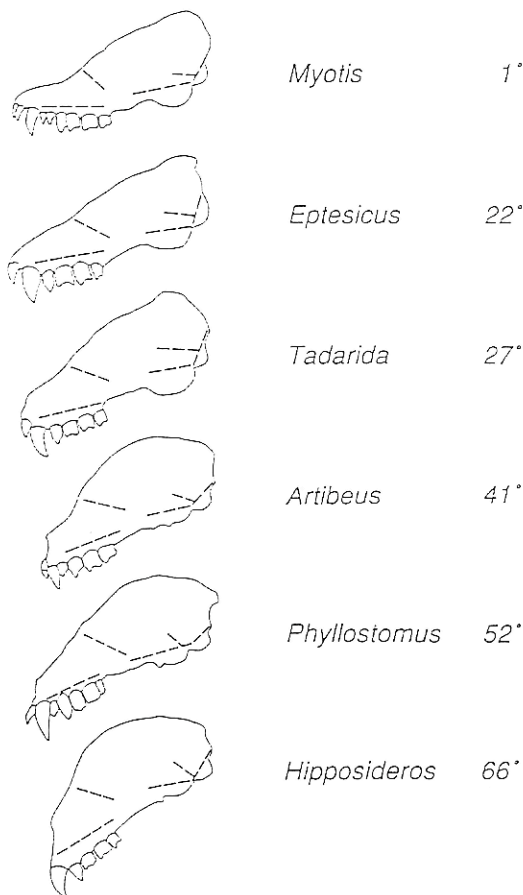 Myotis 1°
Eptesicus 22°
Tadarida 27°
Artibeus 41°
Phyllostomus 52°
Hipposideros 66°